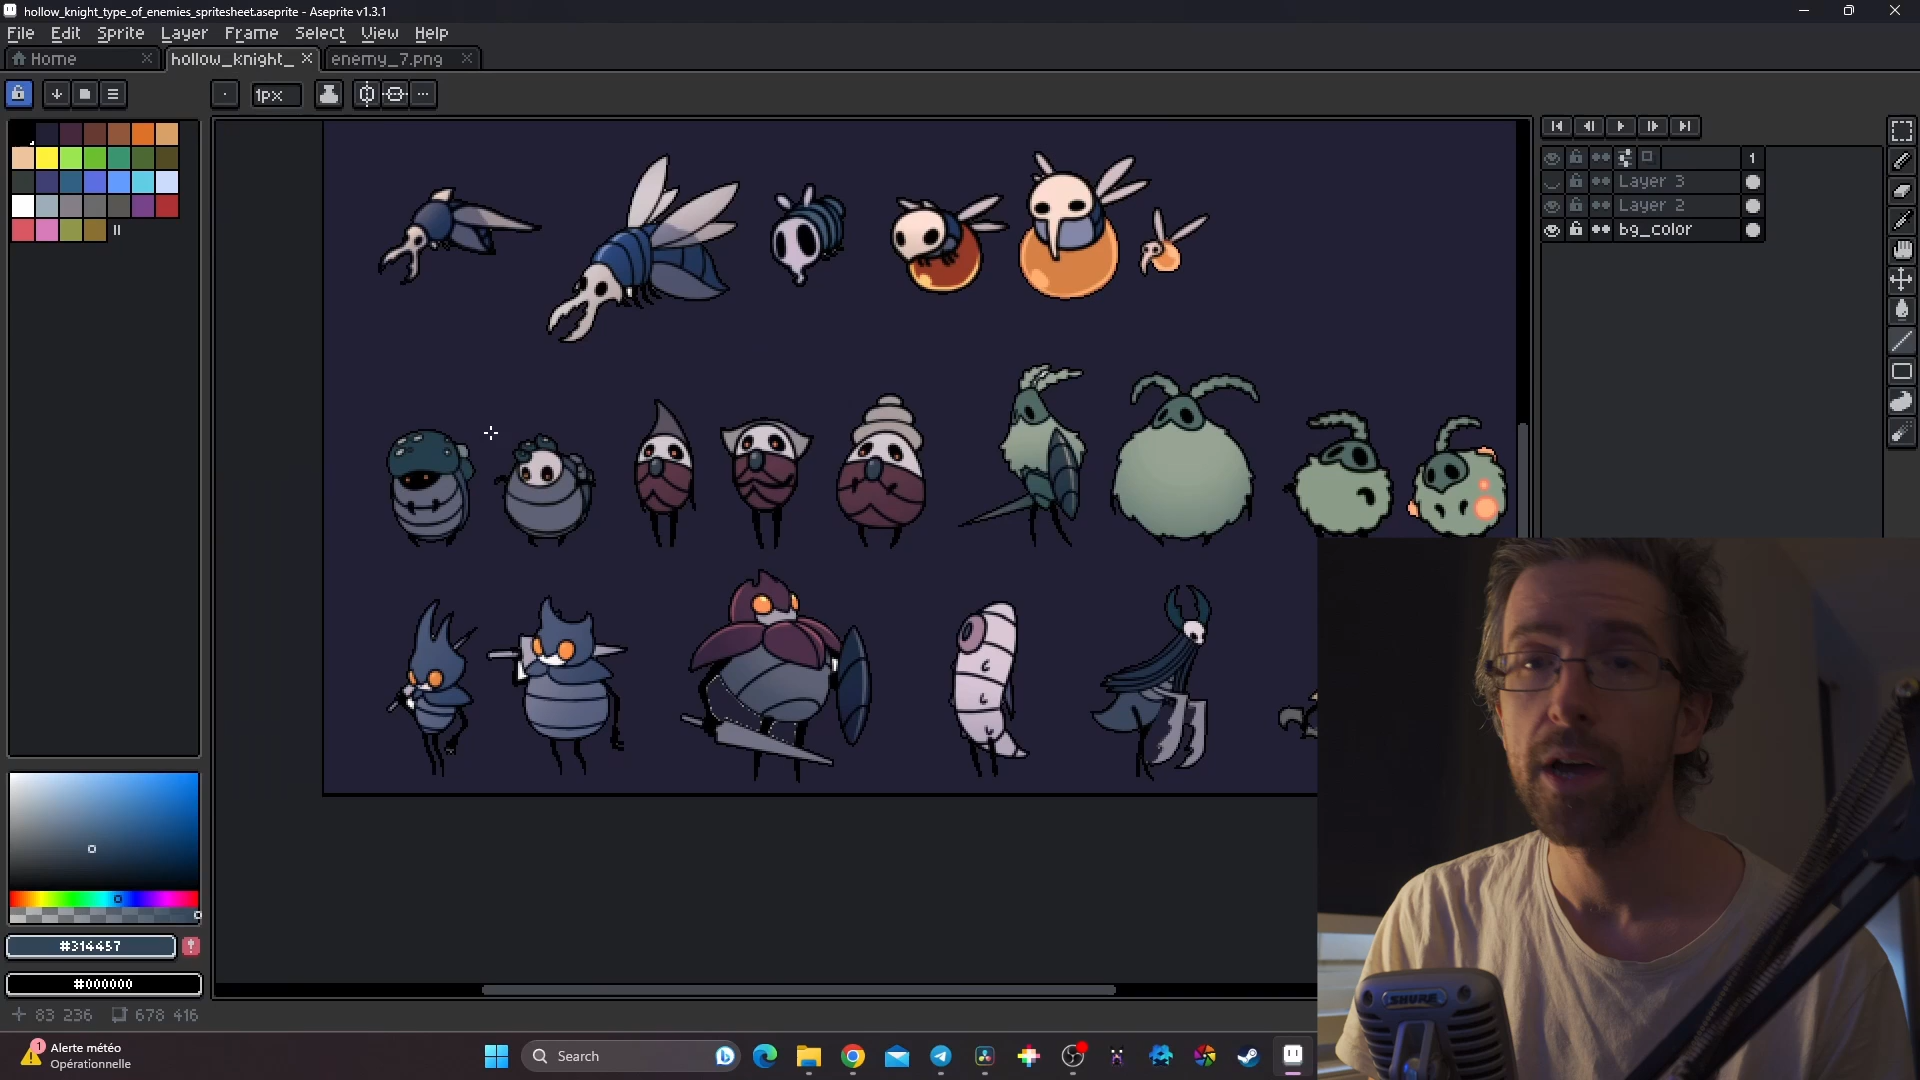 hollow_knight_type_of_enemies_spritesheet.aseprite - Aseprite v1.3.1
File Edit Sprite Layer Frame Select View Help
Home hollow_knight_ enemy_7.png
1px
1
Layer 3
Layer 2
bg_color
#314457
#000000
83 236 678 416
SHURE
1
Alerte météo
Opérationnelle
Search